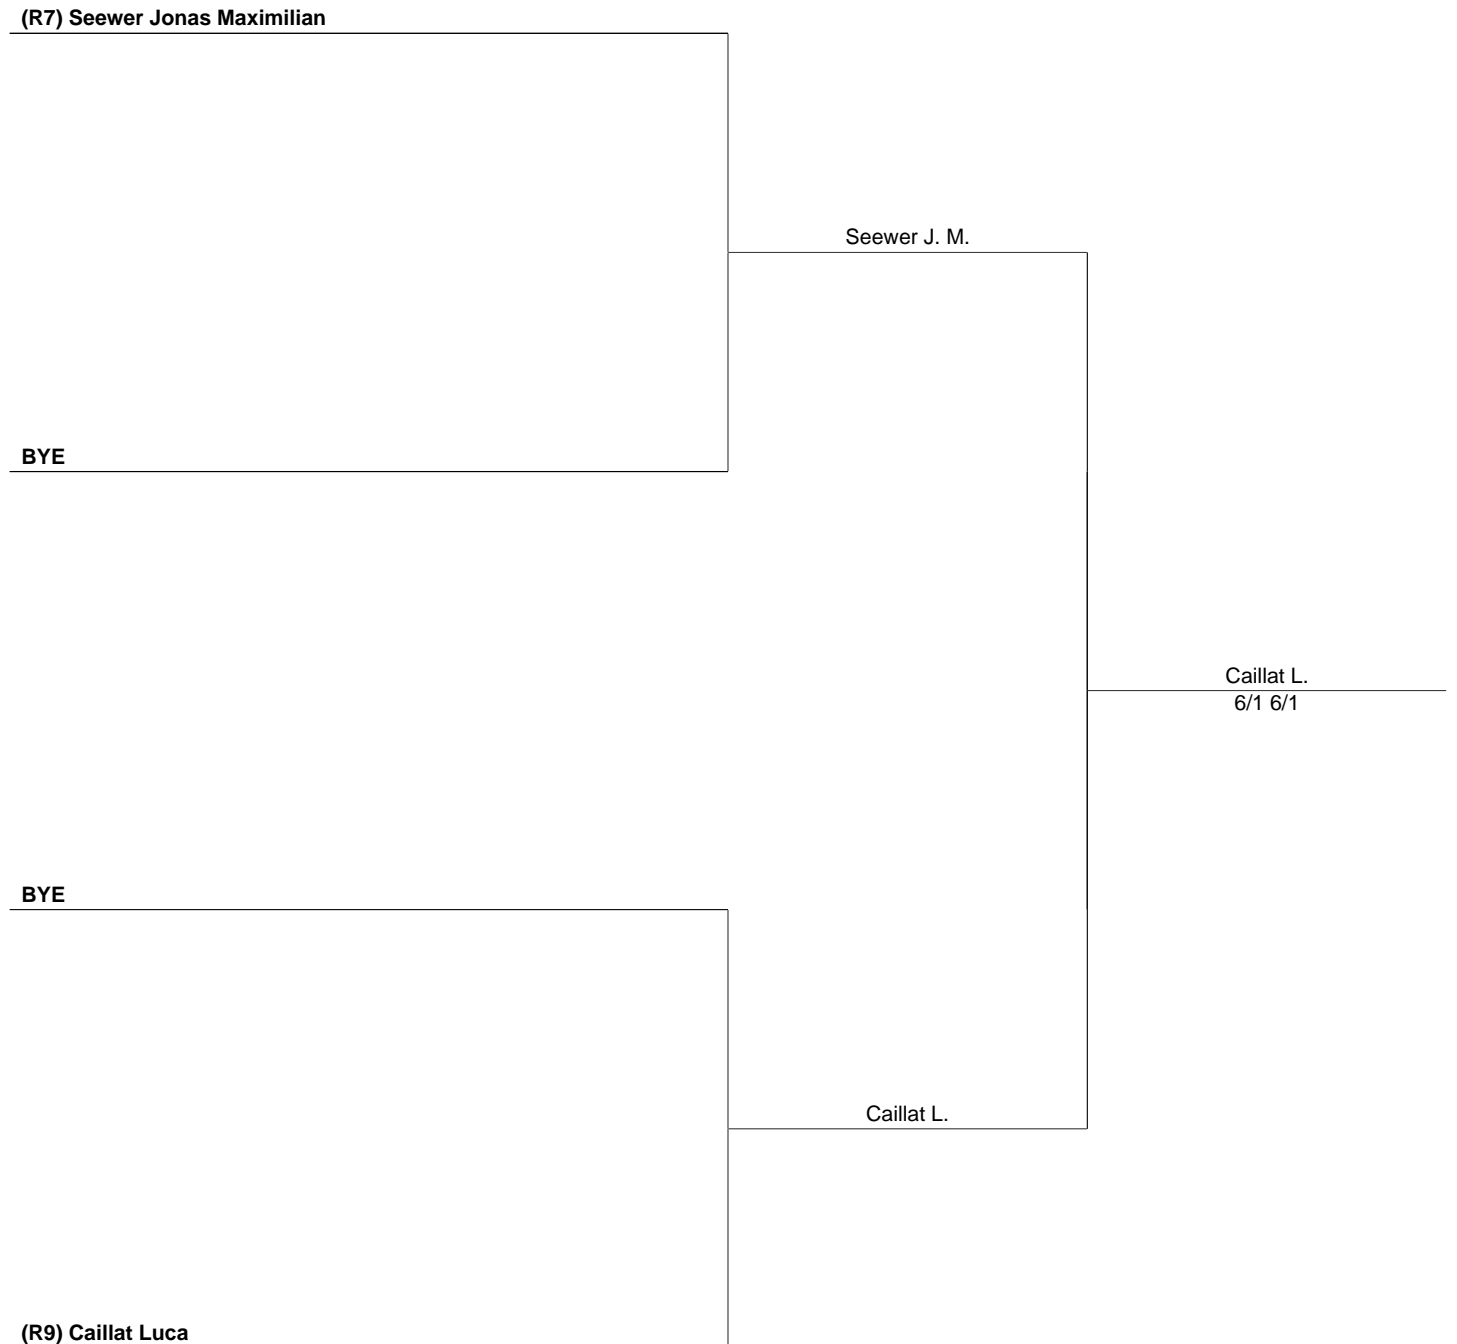 (R7) Seewer Jonas Maximilian
Seewer J. M.
BYE
Caillat L.
6/1 6/1
BYE
Caillat L.
(R9) Caillat Luca